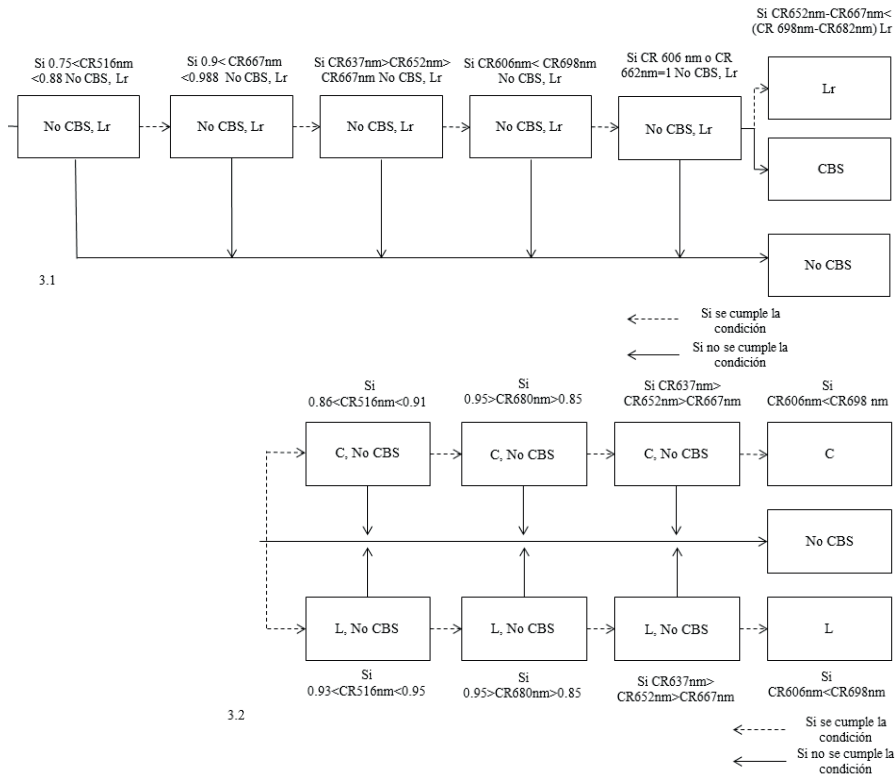 Si CR652nm-CR667nm<
(CR 698nm-CR682nm) Lr
Si 0.75<CR516nm
<0.88 No CBS, Lr
Si 0.9< CR667nm
<0.988 No CBS, Lr
Si CR637nm>CR652nm>
CR667nm No CBS, Lr
Si CR606nm< CR698nm
No CBS, Lr
Si CR 606 nm o CR
662nm=1 No CBS, Lr
No CBS, Lr
No CBS, Lr
No CBS, Lr
No CBS, Lr
No CBS, Lr
Lr
CBS
No CBS
3.1
Si se cumple la
condición
Si no se cumple la
condición
Si
0.86<CR516nm<0.91
Si
0.95>CR680nm>0.85
Si CR637nm>
CR652nm>CR667nm
Si
CR606nm<CR698 nm
C, No CBS
C, No CBS
C, No CBS
C
No CBS
L, No CBS
L, No CBS
L, No CBS
L
Si
0.93<CR516nm<0.95
Si
0.95>CR680nm>0.85
Si CR637nm>
CR652nm>CR667nm
Si
CR606nm<CR698nm
3.2
Si se cumple la
condición
Si no se cumple la
condición